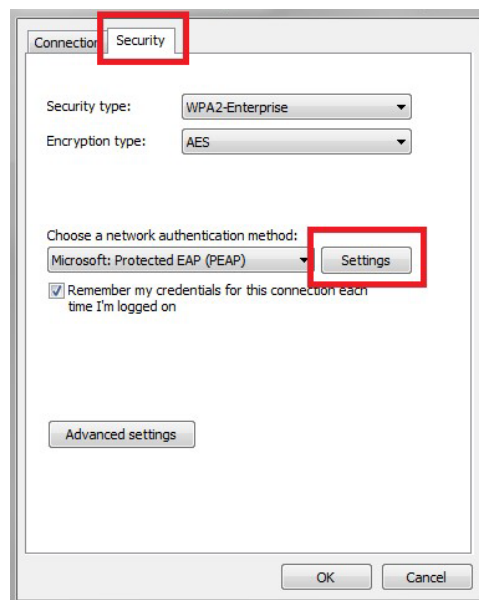 Connection Security
Security type: WPA2-Enterprise
Encryption type: AES
Choose a network authentication method:
Microsoft: Protected EAP (PEAP) Settings
Remember my credentials for this connection each
time I'm logged on
Advanced settings
OK Cancel